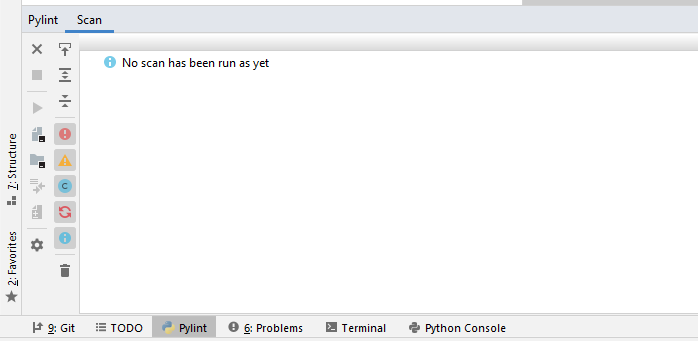 Pylint Scan
No scan has been run as yet
7: Structure
2: Favorites
9: Git TODO Pylint 6: Problems Terminal Python Console